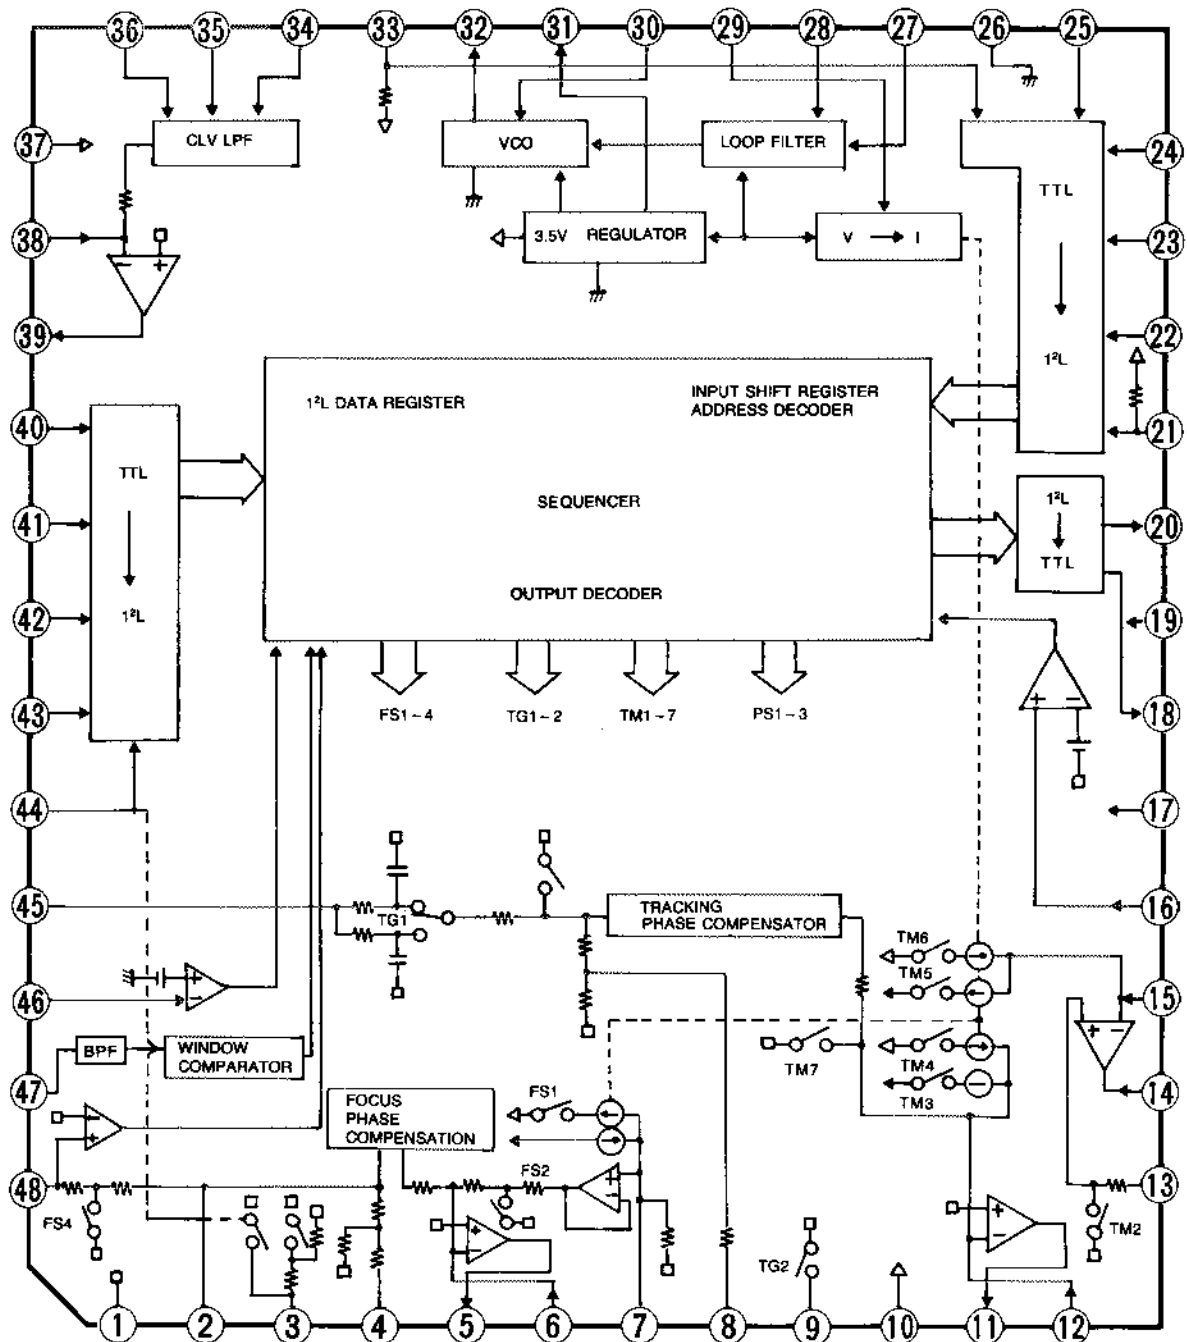 36 35 34 33 32 31 30 29 28 27 26 25
37
CLV LPF
VCO
LOOP FILTER
24
TTL
38
3.5V REGULATOR
V → I
23
39
22
1²L
1²L DATA REGISTER
INPUT SHIFT REGISTER
ADDRESS DECODER
40
21
TTL
1²L
SEQUENCER
41
20
TTL
OUTPUT DECODER
42
1²L
19
43
FS1~4
TG1~2
TM1~7
PS1~3
18
44
17
45
TG1
TRACKING
PHASE COMPENSATOR
16
TM6
TM5
46
15
BPF
WINDOW
COMPARATOR
TM7
TM4
TM3
47
14
FOCUS
PHASE
COMPENSATION
FS1
48
FS2
13
FS4
TG2
TM2
1 2 3 4 5 6 7 8 9 10 11 12